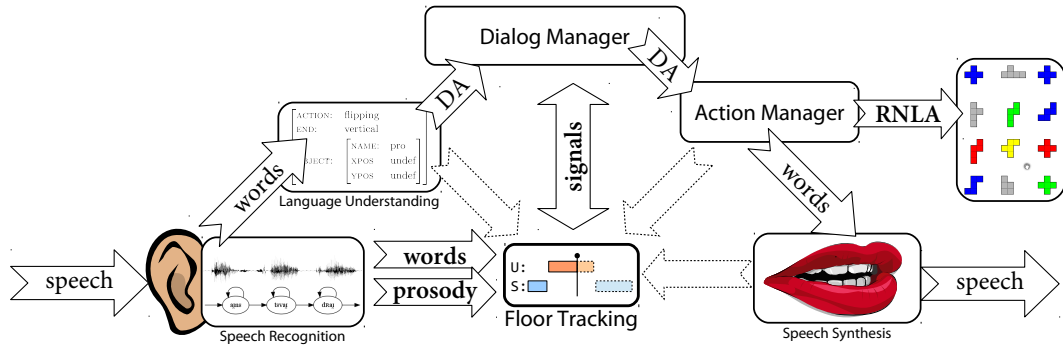 Dialog Manager
DA
DA
Action Manager
RNLA
ACTION: flipping
END: vertical
NAME: pro
XPOS undef
YPOS undef
Language Understanding
words
signals
words
speech
words
prosody
U:
S:
Floor Tracking
speech
Speech Recognition
Speech Synthesis